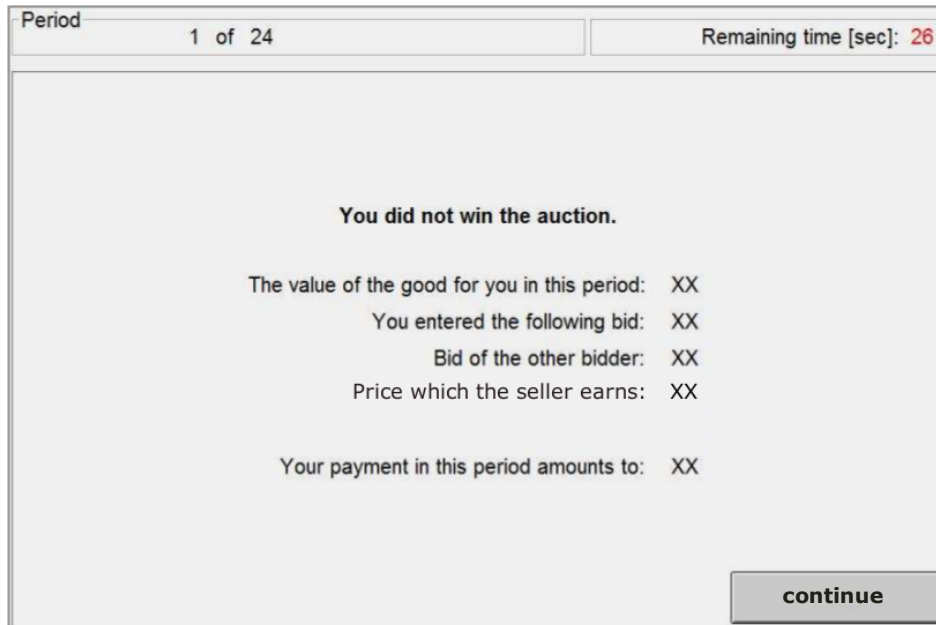 Period
1 of 24
Remaining time [sec]: 26
You did not win the auction.
The value of the good for you in this period: XX
You entered the following bid: XX
Bid of the other bidder: XX
Price which the seller earns: XX
Your payment in this period amounts to: XX
continue